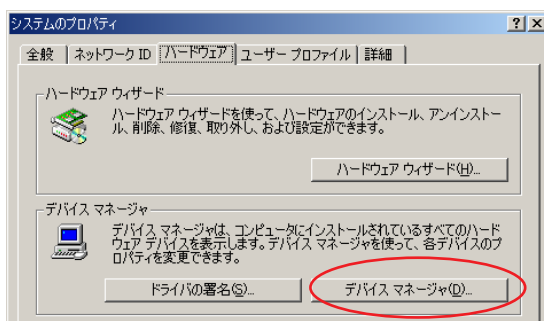 システムのプロパティ
全般 ネットワーク ID ハードウェア ユーザー プロファイル 詳細
ハードウェア ウィザード
ハードウェア ウィザードを使って、ハードウェアのインストール、アンインストー
ル、削除、修復、取り外し、および設定ができます。
ハードウェア ウィザード(H)...
デバイス マネージャ
デバイス マネージャは、コンピュータにインストールされているすべてのハード
ウェア デバイスを表示します。デバイス マネージャを使って、各デバイスのプ
ロパティを変更できます。
ドライバの署名(S)... デバイス マネージャ(D)...